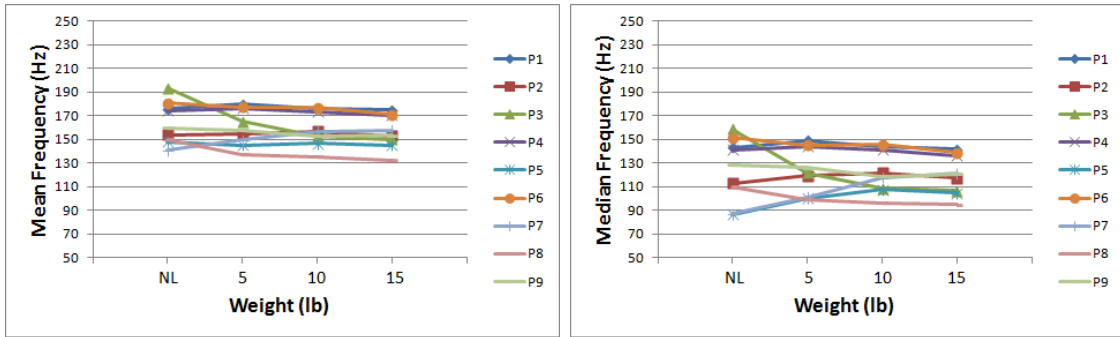 250
230
210
190
170
150
130
110
90
70
50
Mean Frequency (Hz)
NL 5 10 15
Weight (lb)
P1
P2
P3
P4
P5
P6
P7
P8
P9
250
230
210
190
170
150
130
110
90
70
50
Median Frequency (Hz)
NL 5 10 15
Weight (lb)
P1
P2
P3
P4
P5
P6
P7
P8
P9